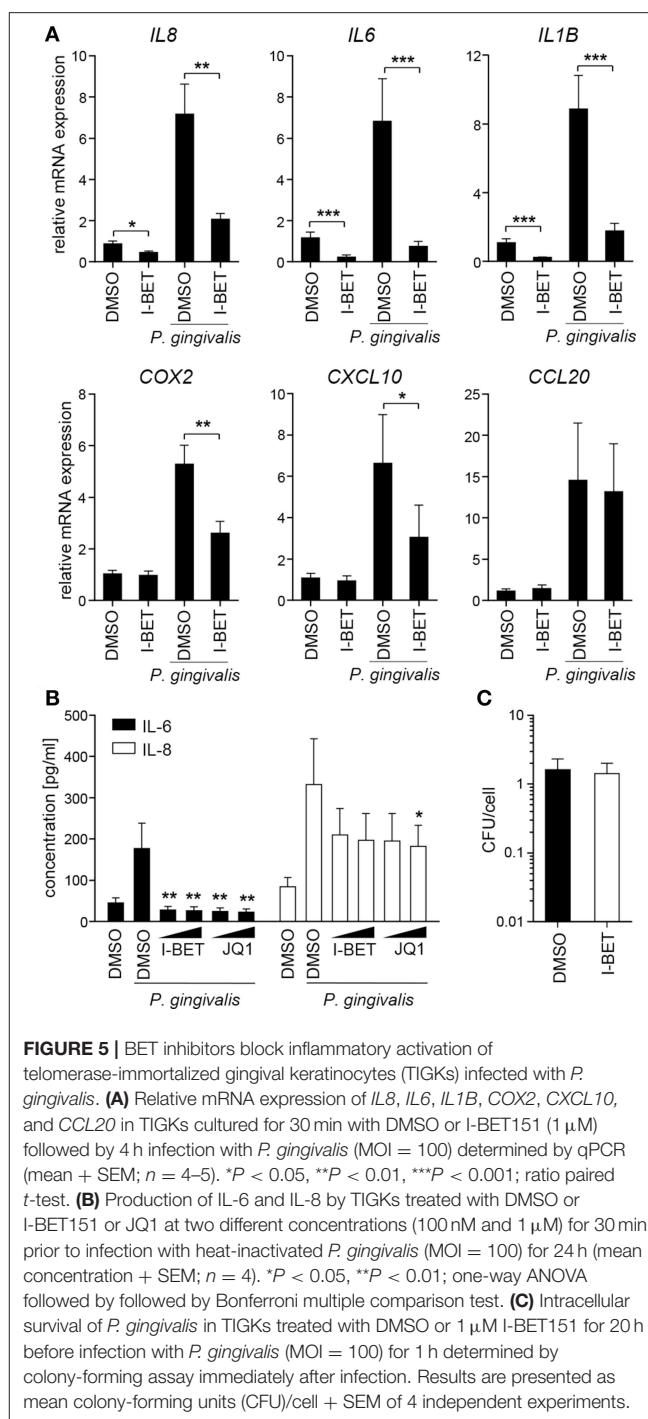 A
IL8
IL6
IL1B
relative mRNA expression
10
8
6
4
2
0
*
**
DMSO
I-BET
DMSO
I-BET
P. gingivalis
10
8
6
4
2
0
***
***
DMSO
I-BET
DMSO
I-BET
P. gingivalis
12
8
4
0
***
***
DMSO
I-BET
DMSO
I-BET
P. gingivalis
COX2
CXCL10
CCL20
relative mRNA expression
8
6
4
2
0
**
DMSO
I-BET
DMSO
I-BET
P. gingivalis
10
8
6
4
2
0
*
DMSO
I-BET
DMSO
I-BET
P. gingivalis
25
20
15
10
5
0
DMSO
I-BET
DMSO
I-BET
P. gingivalis
B
concentration [pg/ml]
500
400
300
200
100
0
IL-6
IL-8
** ** ** **
*
DMSO
DMSO
I-BET
JQ1
P. gingivalis
DMSO
DMSO
I-BET
JQ1
P. gingivalis
C
CFU/cell
10
1
0.1
0.01
DMSO
I-BET
FIGURE 5 | BET inhibitors block inflammatory activation of
telomerase-immortalized gingival keratinocytes (TIGKs) infected with P.
gingivalis. (A) Relative mRNA expression of IL8, IL6, IL1B, COX2, CXCL10,
and CCL20 in TIGKs cultured for 30 min with DMSO or I-BET151 (1 μM)
followed by 4 h infection with P. gingivalis (MOI = 100) determined by qPCR
(mean + SEM; n = 4–5). *P < 0.05, **P < 0.01, ***P < 0.001; ratio paired
t-test. (B) Production of IL-6 and IL-8 by TIGKs treated with DMSO or
I-BET151 or JQ1 at two different concentrations (100 nM and 1 μM) for 30 min
prior to infection with heat-inactivated P. gingivalis (MOI = 100) for 24 h (mean
concentration + SEM; n = 4). *P < 0.05, **P < 0.01; one-way ANOVA
followed by followed by Bonferroni multiple comparison test. (C) Intracellular
survival of P. gingivalis in TIGKs treated with DMSO or 1 μM I-BET151 for 20 h
before infection with P. gingivalis (MOI = 100) for 1 h determined by
colony-forming assay immediately after infection. Results are presented as
mean colony-forming units (CFU)/cell + SEM of 4 independent experiments.